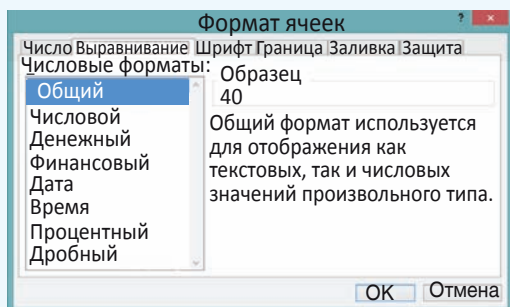 Формат ячеек ?
Число Выравнивание Шрифт Граница Заливка Защита
Числовые форматы:
Общий
Числовой
Денежный
Финансовый
Дата
Время
Процентный
Дробный
Образец
40
Общий формат используется
для отображения как
текстовых, так и числовых
значений произвольного типа.
OK Отмена